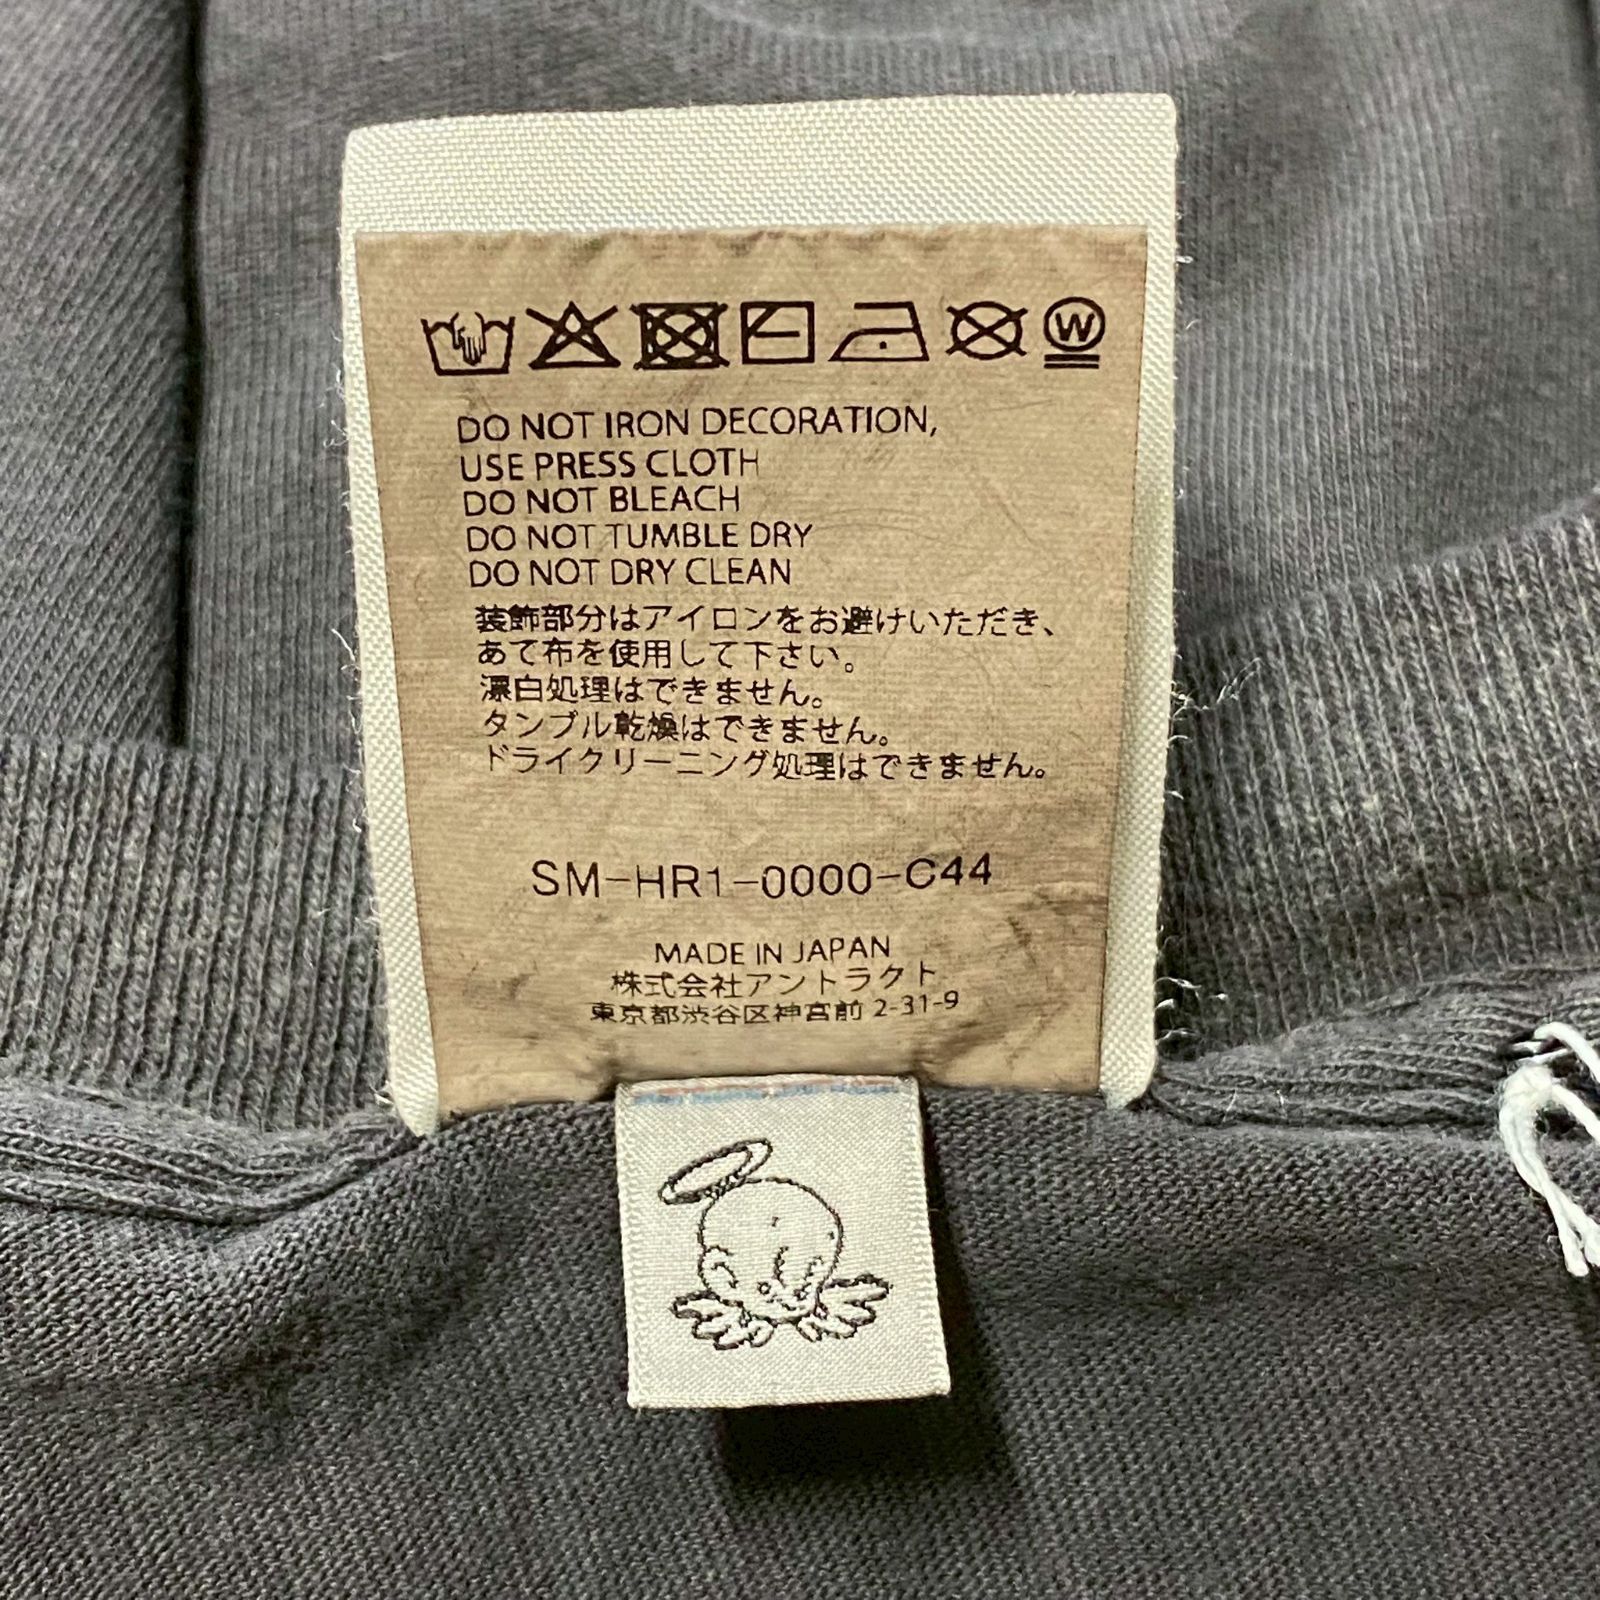 W
DO NOT IRON DECORATION,
USE PRESS CLOTH
DO NOT BLEACH
DO NOT TUMBLE DRY
DO NOT DRY CLEAN
装飾部分はアイロンをお避けいただき、
あて布を使用して下さい。
漂白処理はできません。
タンブル乾燥はできません。
ドライクリーニング処理はできません。
SM-HR1-0000-C44
MADE IN JAPAN
株式会社アントラクト
東京都渋谷区神宮前 2-31-9